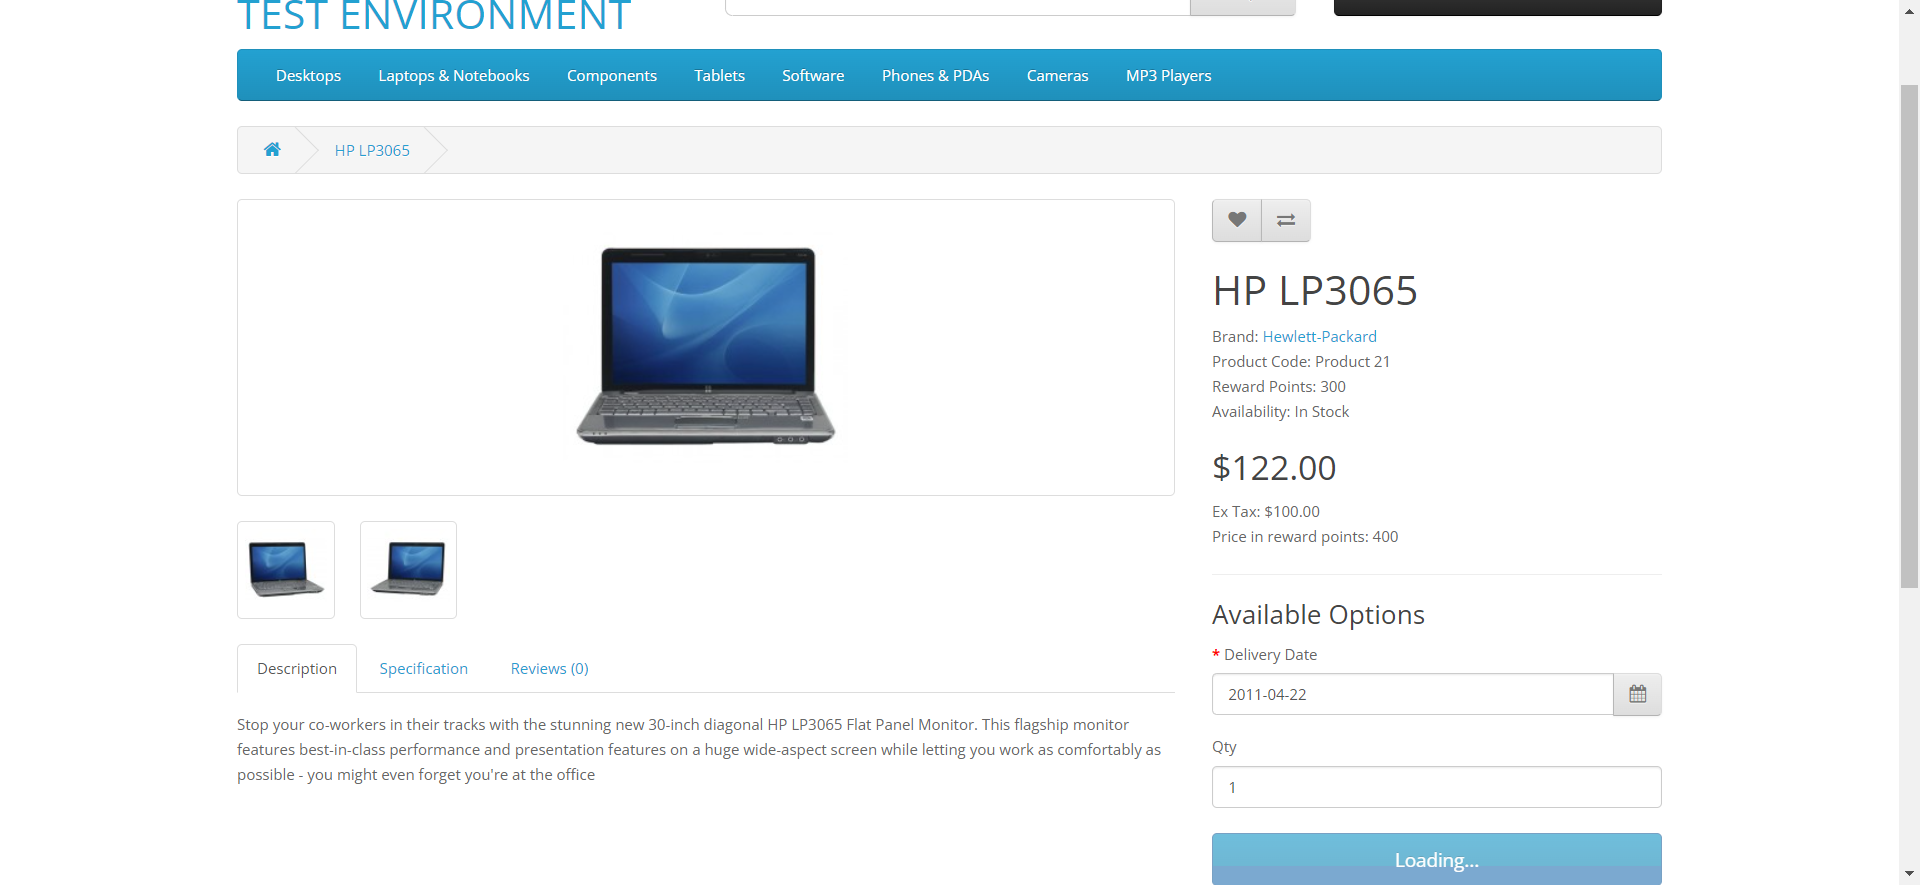 TEST ENVIRONMENT
Desktops Laptops & Notebooks Components Tablets Software Phones & PDAs Cameras MP3 Players
HP LP3065
HP LP3065
Brand: Hewlett-Packard
Product Code: Product 21
Reward Points: 300
Availability: In Stock
$122.00
Ex Tax: $100.00
Price in reward points: 400
Available Options
* Delivery Date
2011-04-22
Qty
1
Loading...
Description Specification Reviews (0)
Stop your co-workers in their tracks with the stunning new 30-inch diagonal HP LP3065 Flat Panel Monitor. This flagship monitor
features best-in-class performance and presentation features on a huge wide-aspect screen while letting you work as comfortably as
possible - you might even forget you're at the office